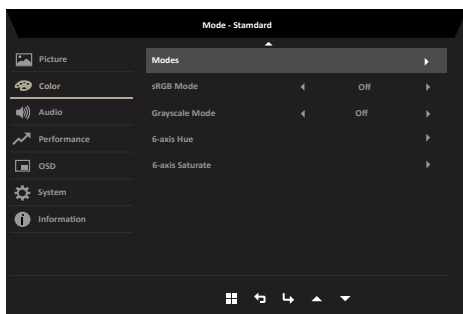 Mode - Standard
Picture
Color
Audio
Performance
OSD
System
Information
Modes
sRGB Mode Off
Grayscale Mode Off
6-axis Hue
6-axis Saturate